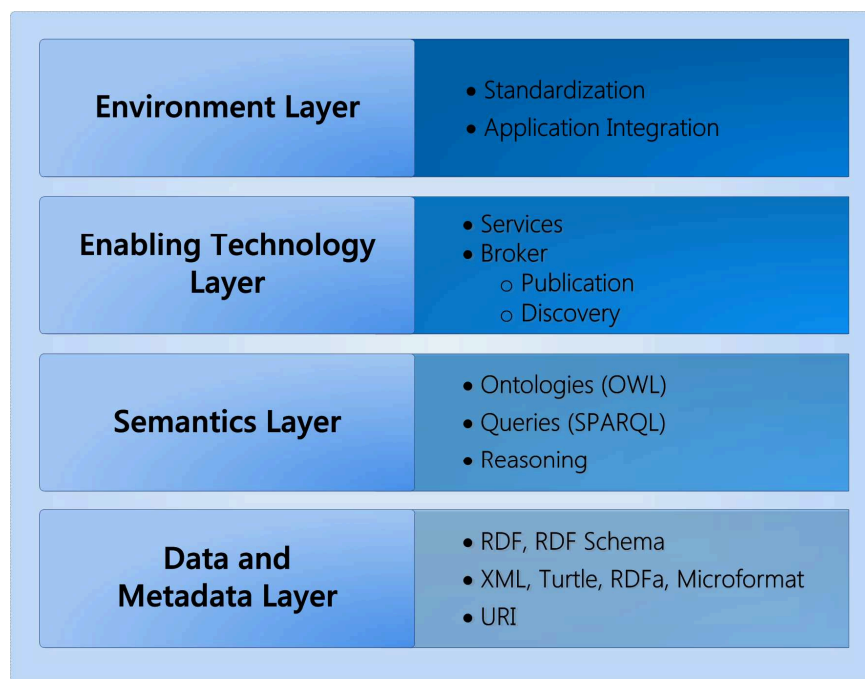 Environment Layer
• Standardization
• Application Integration
Enabling Technology
Layer
• Services
• Broker
o Publication
o Discovery
Semantics Layer
• Ontologies (OWL)
• Queries (SPARQL)
• Reasoning
Data and
Metadata Layer
• RDF, RDF Schema
• XML, Turtle, RDFa, Microformat
• URI